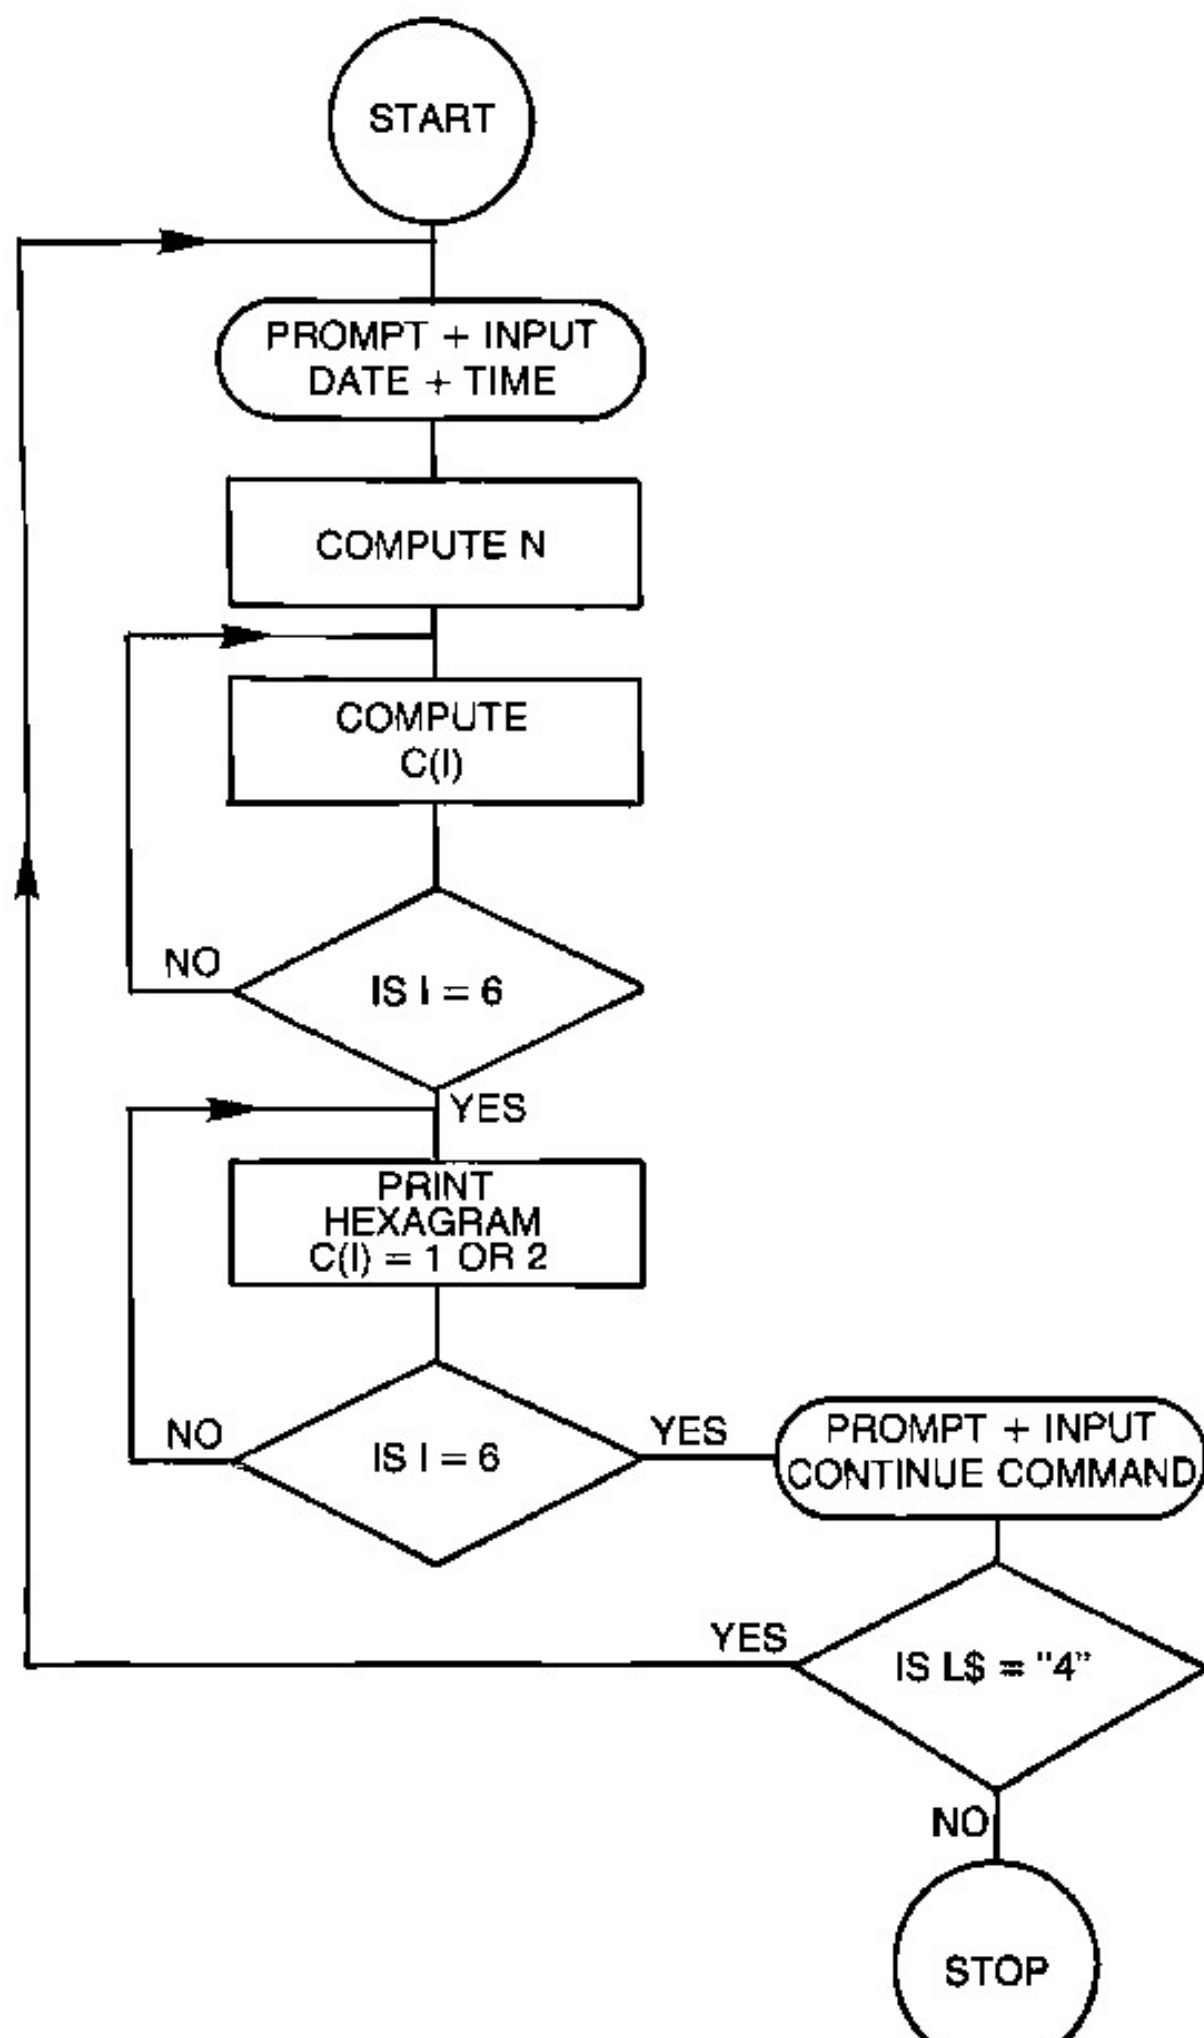 START
PROMPT + INPUT
DATE + TIME
COMPUTE N
COMPUTE
C(I)
NO
IS I = 6
YES
PRINT
HEXAGRAM
C(I) = 1 OR 2
NO
IS I = 6
YES
PROMPT + INPUT
CONTINUE COMMAND
YES
IS L$ = "4"
NO
STOP